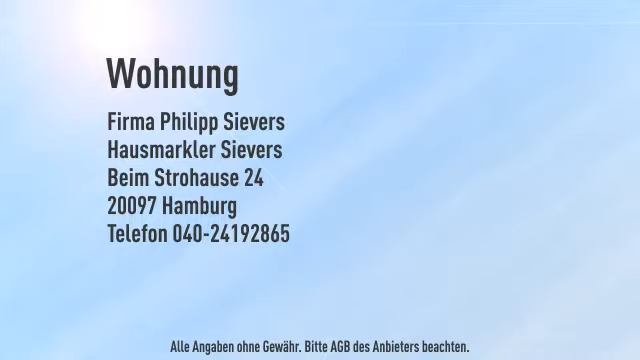 Wohnung
Firma Philipp Sievers
Hausmarkler Sievers
Beim Strohause 24
20097 Hamburg
Telefon 040-24192865
Alle Angaben ohne Gewähr. Bitte AGB des Anbieters beachten.